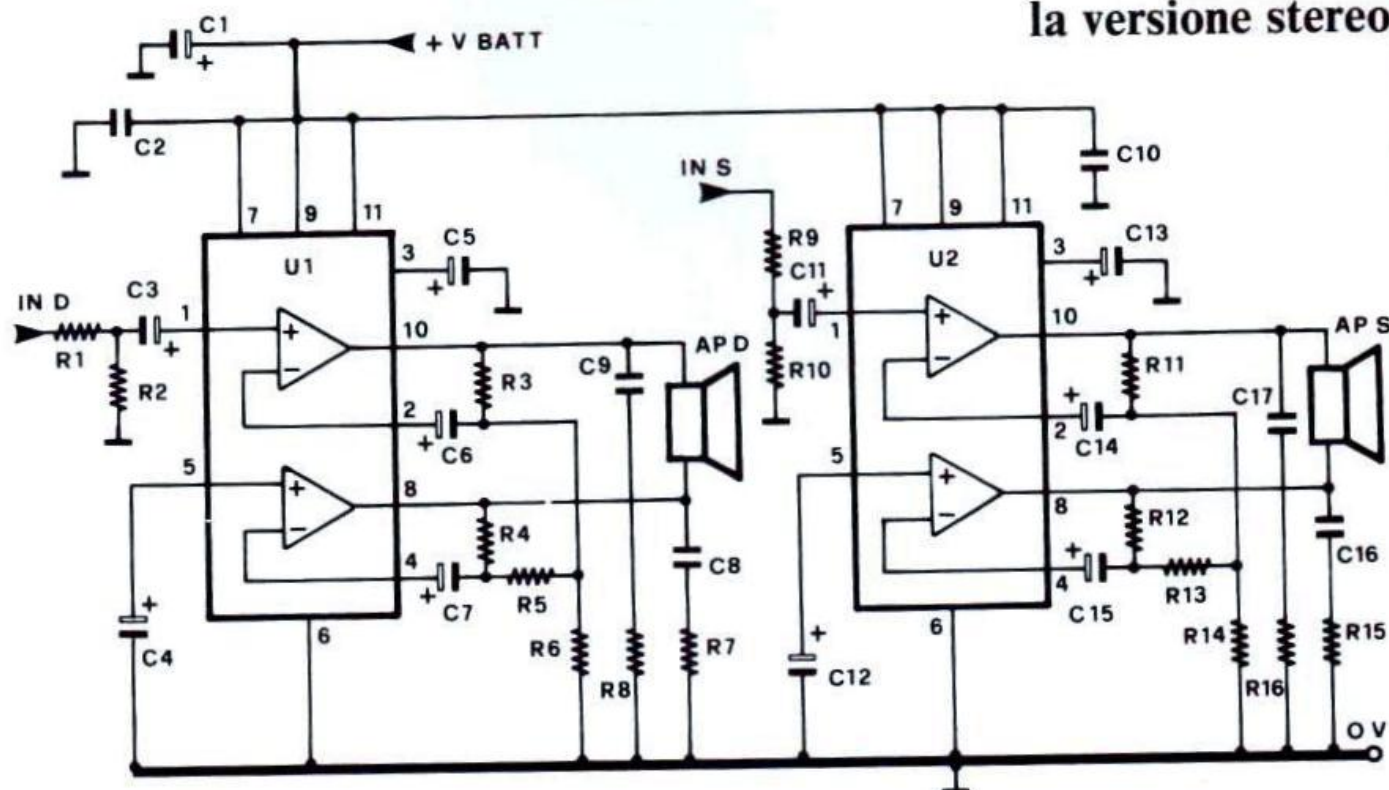 la versione stereo
C1
+
+ V BATT
C2
C10
IN S
7
9
11
7
9
11
U1
3
C5
+
R9
C11
+
U2
3
C13
+
IN D
C3
1
+
R1
R2
+
−
10
R3
C9
AP D
1
R10
+
−
10
R11
AP S
2
+
C6
+
2
C14
C17
5
+
−
8
R4
5
+
−
8
R12
4
+
C7
R5
C8
+
4
C15
R13
C16
+
C4
6
R6
R8
R7
+
C12
6
R14
R16
R15
0 V